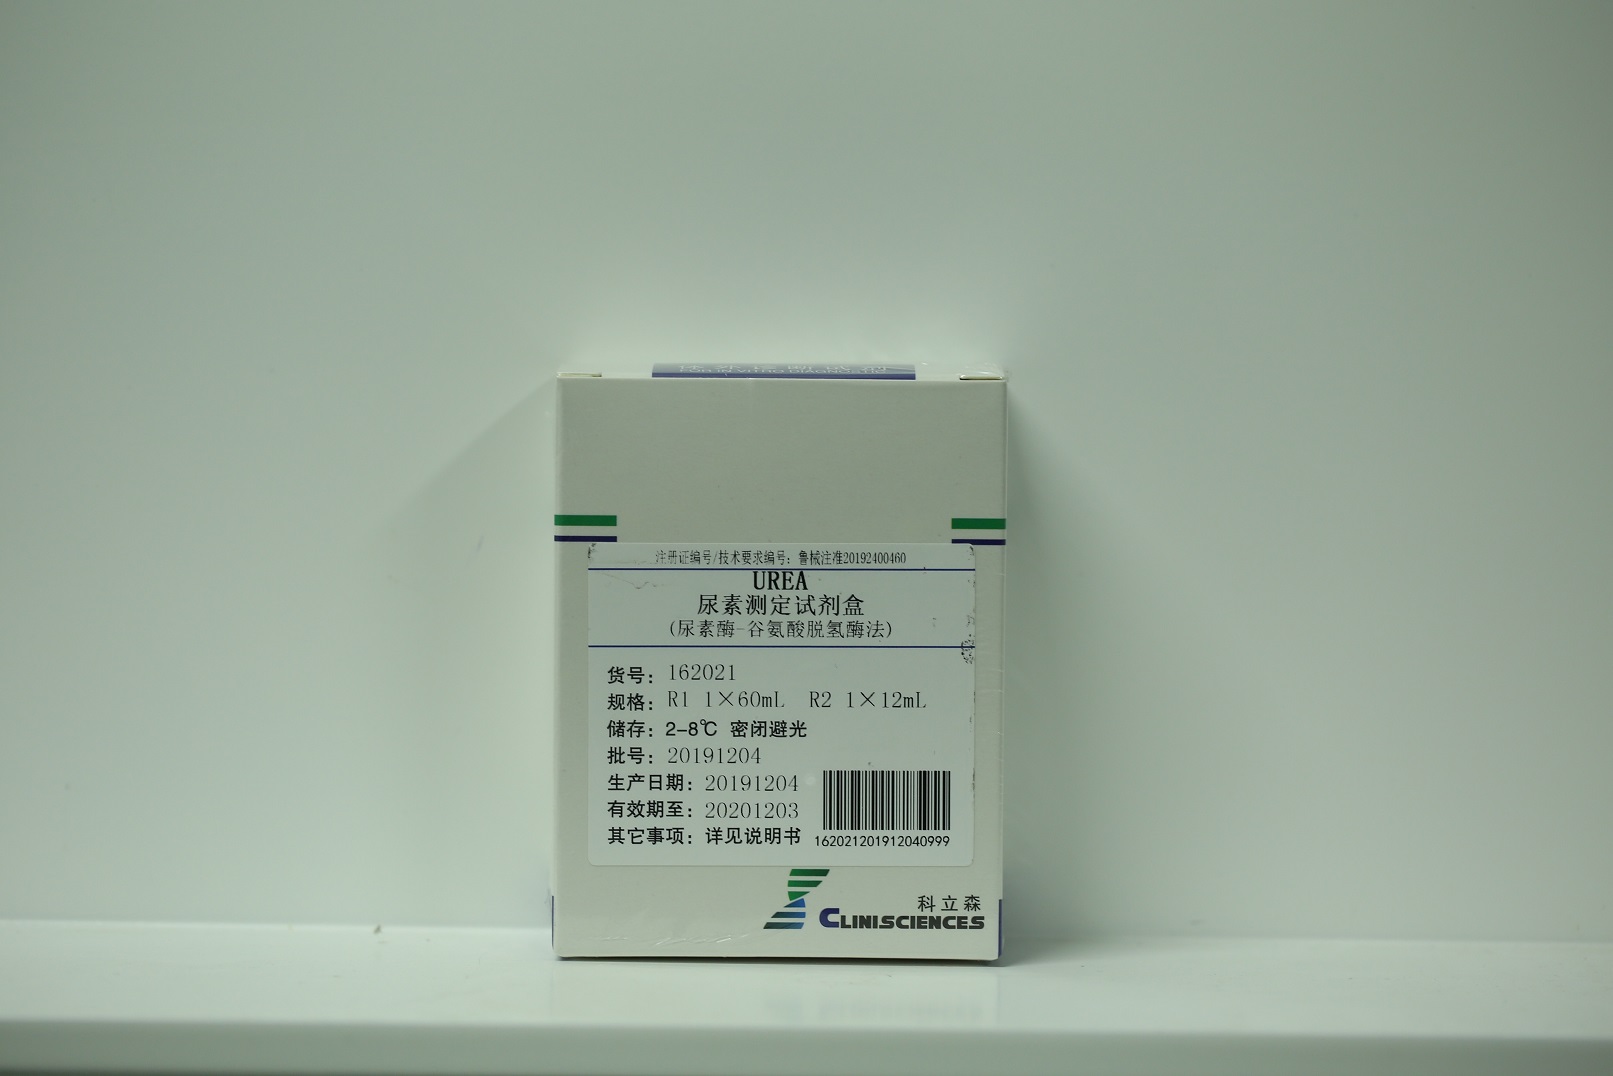 注册证编号/技术要求编号：鲁械注准20192400460
UREA
尿素测定试剂盒
(尿素酶-谷氨酸脱氢酶法)
货号：162021
规格：R1 1×60mL R2 1×12mL
储存：2-8℃ 密闭避光
批号：20191204
生产日期：20191204
有效期至：20201203
其它事项：详见说明书
162021201912040999
科立森
CLINISCIENCES